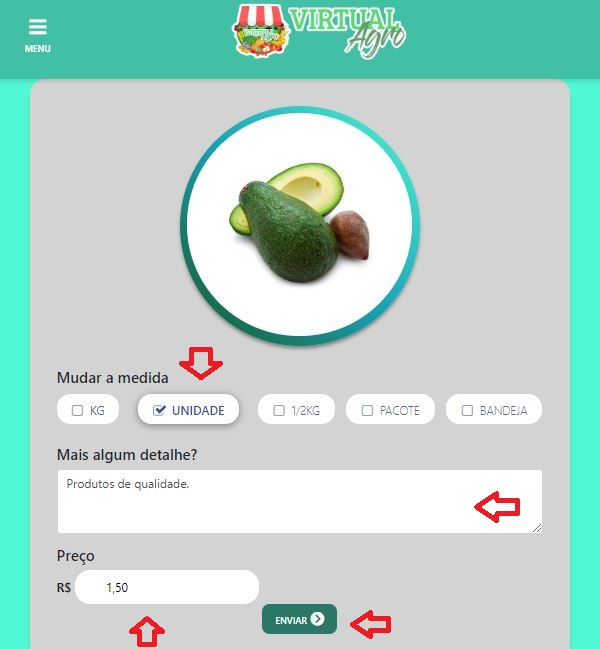 MENU
VIRTUAL
Agro
Mudar a medida
KG
UNIDADE
1/2KG
PACOTE
BANDEJA
Mais algum detalhe?
Produtos de qualidade.
Preço
R$ 1,50
ENVIAR